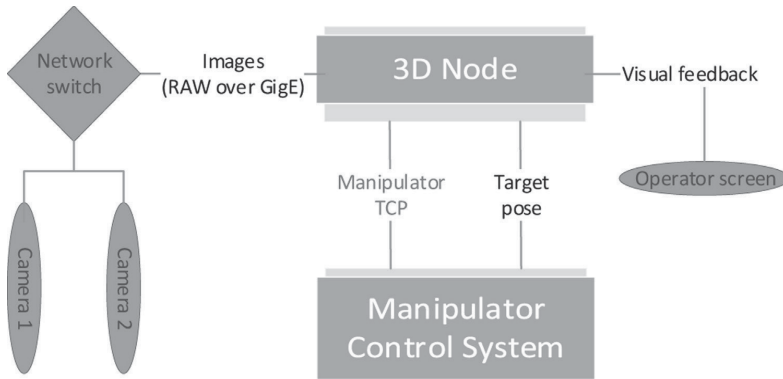 Network
switch
Images
(RAW over GigE)
3D Node
Visual feedback
Manipulator
TCP
Target
pose
Operator screen
Camera 1
Camera 2
Manipulator
Control System